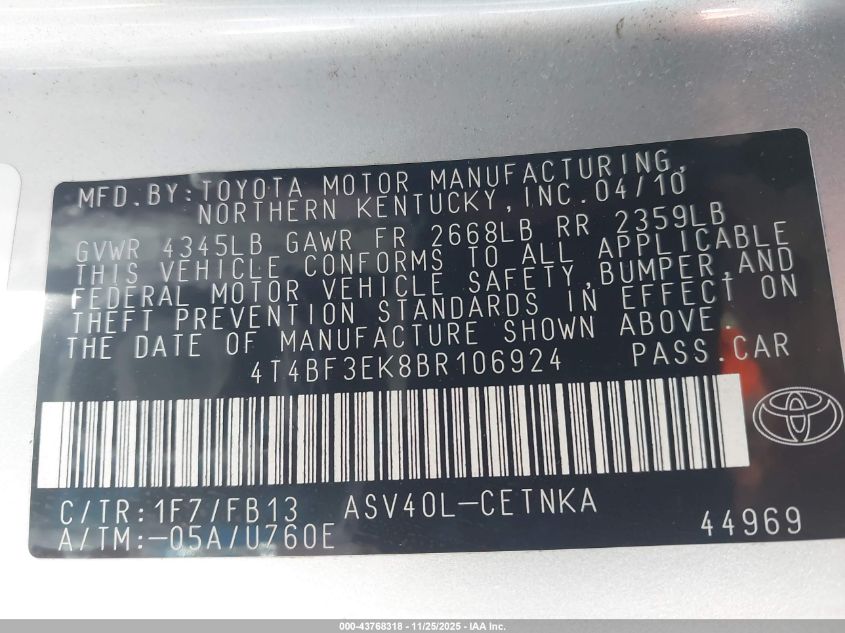 MFD.BY:TOYOTA MOTOR MANUFACTURING,
NORTHERN KENTUCKY,INC.04/10
GVWR 4345LB GAWR FR 2668LB RR 2359LB
THIS VEHICLE CONFORMS TO ALL APPLICABLE
FEDERAL MOTOR VEHICLE SAFETY,BUMPER,AND
THEFT PREVENTION STANDARDS IN EFFECT ON
THE DATE OF MANUFACTURE SHOWN ABOVE.
4T4BF3EK8BR106924 PASS.CAR
C/TR:1F7/FB13 ASV40L-CETNKA
A/TM:-05A/U760E 44969
000-43768318 - 11/25/2025 - IAA Inc.